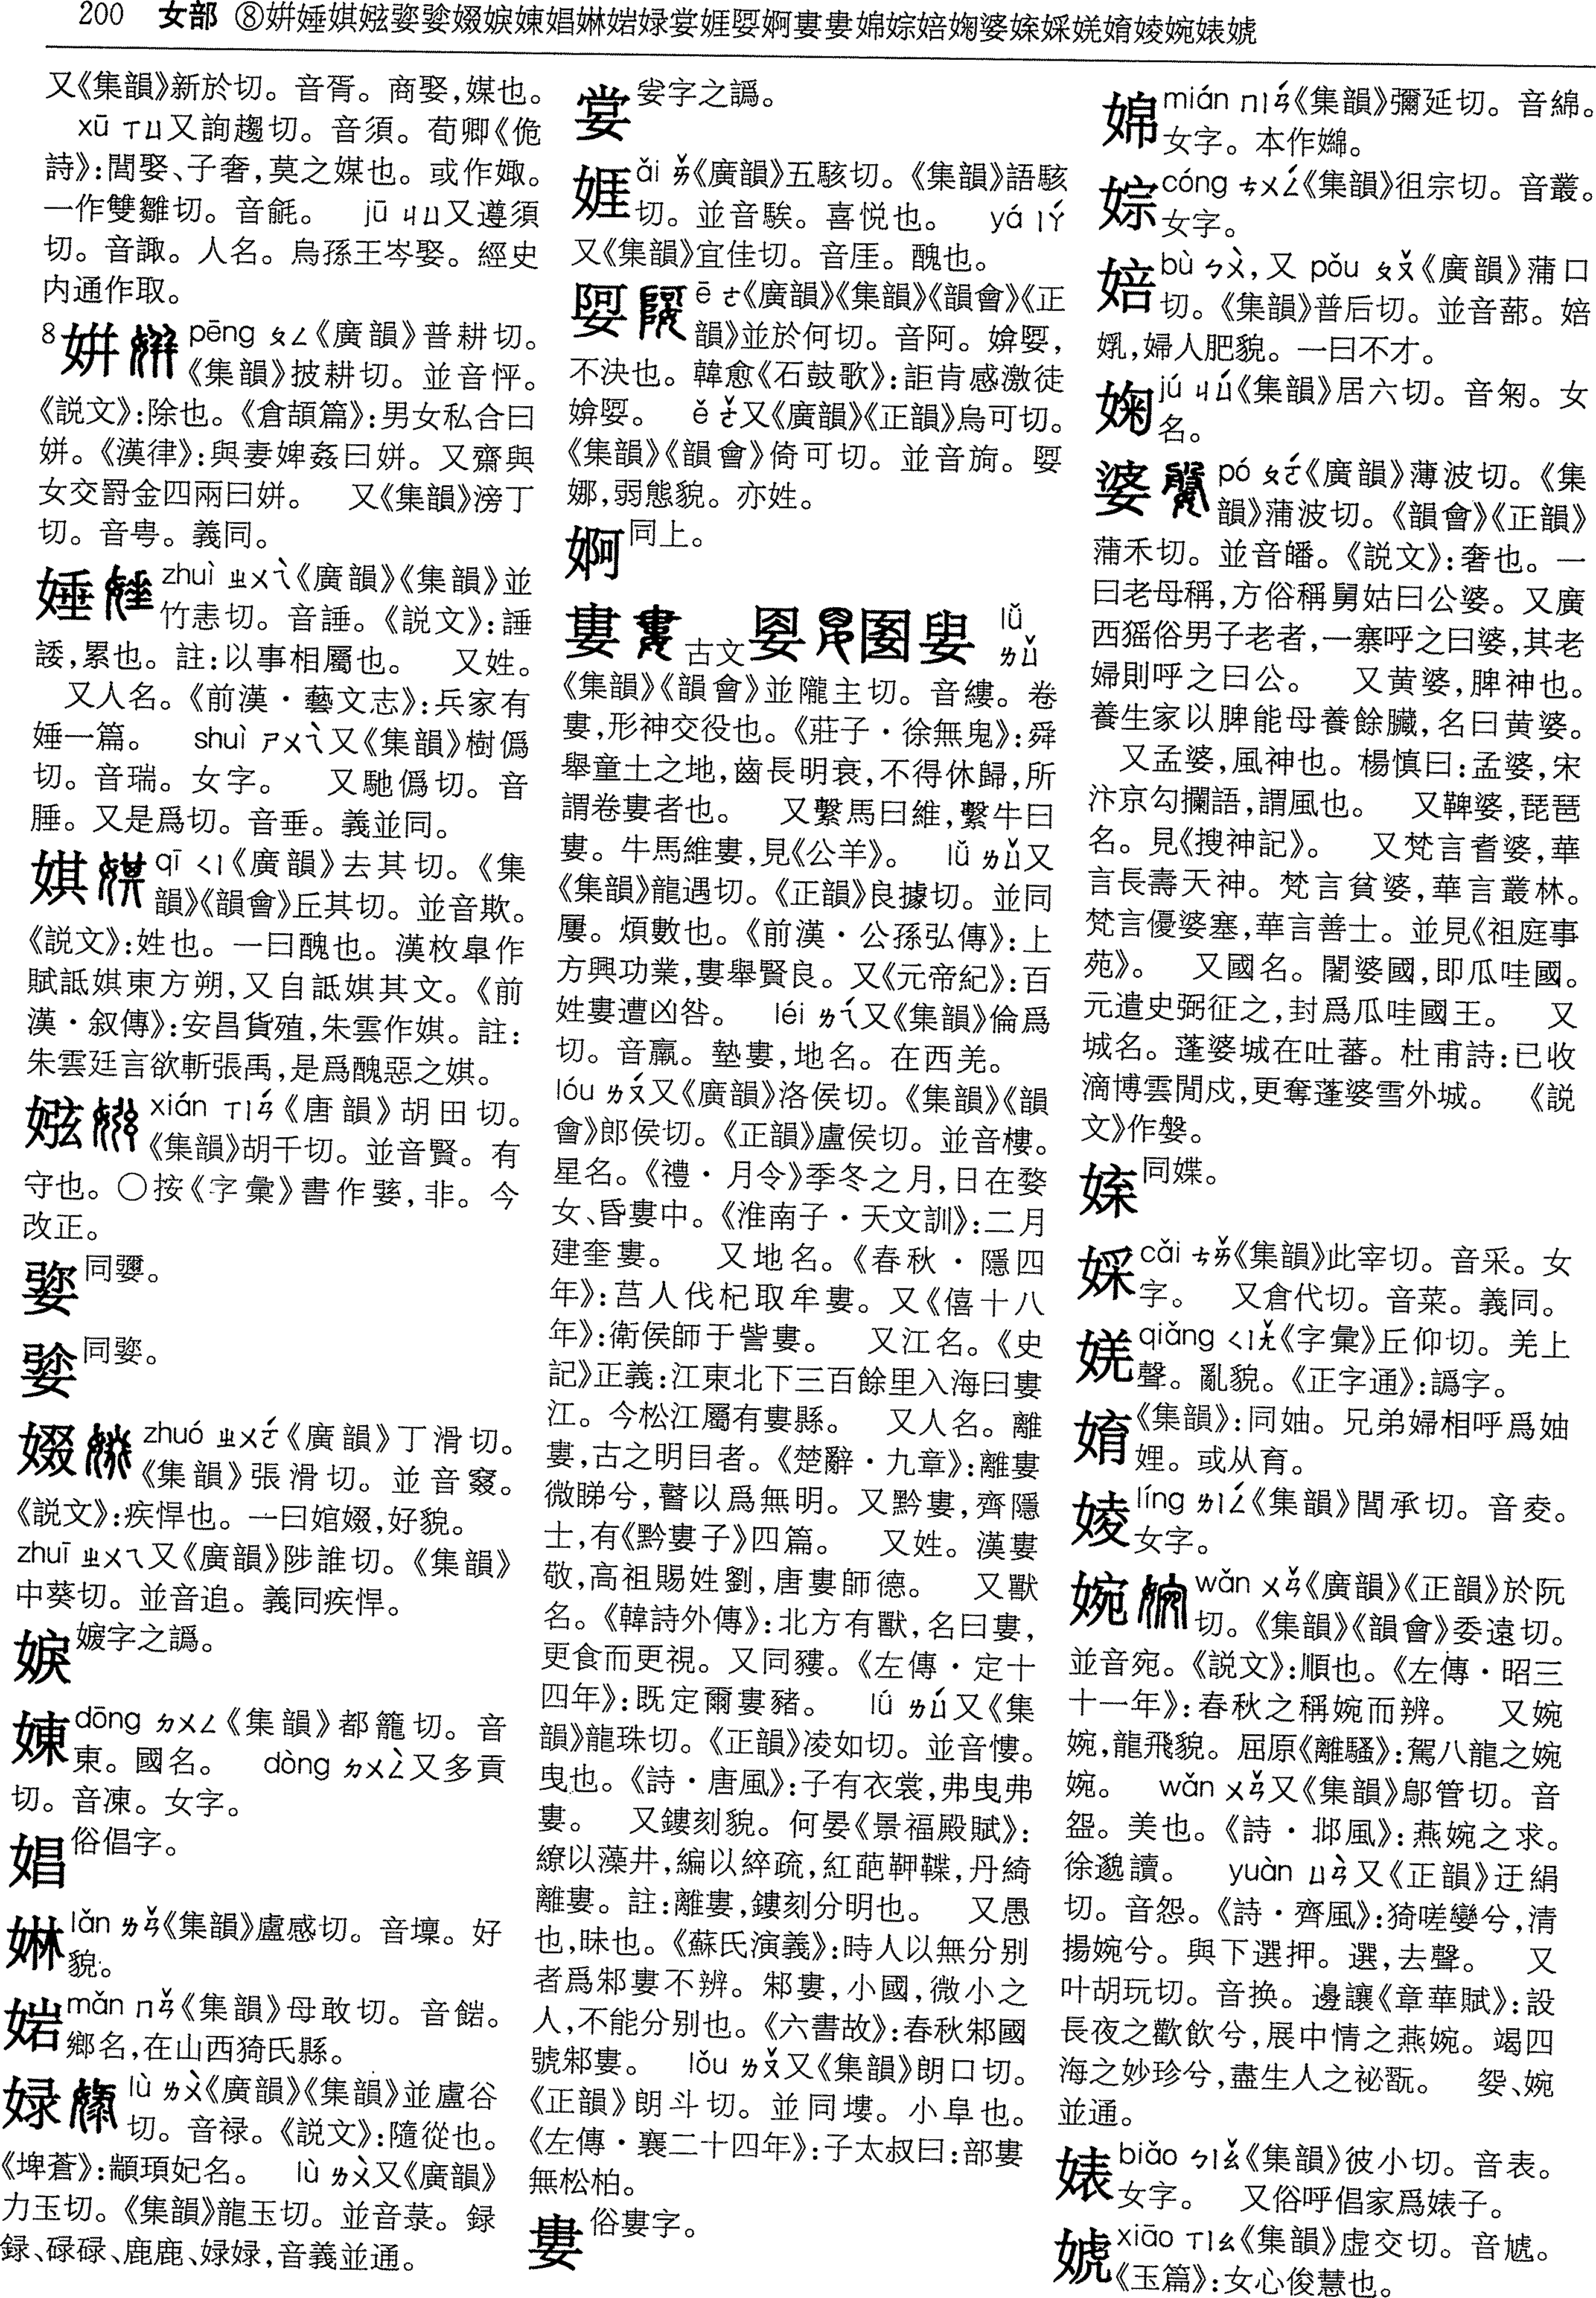 200 女部 ⑧姘娷娸娹婜婜娺婌娻娼婪婻娽婃娾娿婀婁婁婂婃婄婅婆婇婇婘婍婈婉婊婋
又《集韻》新於切。音胥。商娶,媒也。
xū ㄒㄩ又詢趨切。音須。荀卿《佹
詩》:閭娶、子奢,莫之媒也。或作娵。
一作雙雛切。音毹。 jū ㄐㄩ又遵須
切。音諏。人名。烏孫王岑娶。經史
内通作取。
8姘 pēng ㄆㄥ《廣韻》普耕切。
《集韻》披耕切。並音怦。
《説文》:除也。《倉頡篇》:男女私合曰
姘。《漢律》:與妻婢姦曰姘。又齋與
女交罸金四兩曰姘。 又《集韻》滂丁
切。音甹。義同。
娷 zhuì ㄓㄨㄟˋ《廣韻》《集韻》並
竹恚切。音諈。《説文》:諈
諉,累也。註:以事相屬也。 又姓。
又人名。《前漢·藝文志》:兵家有
娷一篇。 shuì ㄕㄨㄟˋ又《集韻》樹僞
切。音瑞。女字。 又馳僞切。音
腄。又是爲切。音垂。義並同。
娸 qī ㄑㄧ《廣韻》去其切。《集
韻》《韻會》丘其切。並音欺。
《説文》:姓也。一曰醜也。漢枚臯作
賦詆娸東方朔,又自詆娸其文。《前
漢·叙傳》:安昌貨殖,朱雲作娸。註:
朱雲廷言欲斬張禹,是爲醜惡之娸。
娹 xián ㄒㄧㄢˊ《唐韻》胡田切。
《集韻》胡千切。並音賢。有
守也。○按《字彙》書作婜,非。今
改正。
同瓕。
同。
娺 zhuó ㄓㄨㄛˊ《廣韻》丁滑切。
《集韻》張滑切。並音窡。
《説文》:疾悍也。一曰婠娺,好貌。
zhuī ㄓㄨㄟ又《廣韻》陟誰切。《集韻》
中葵切。並音追。義同疾悍。
字之譌。
娻 dōng ㄉㄨㄥ《集韻》都籠切。音
東。國名。 dòng ㄉㄨㄥˋ又多貢
切。音凍。女字。
娼 俗倡字。
婪 lǎn ㄌㄢˇ《集韻》盧感切。音壈。好
貌。
mǎn ㄇㄢˇ《集韻》母敢切。音䭕。
鄉名,在山西猗氏縣。
娽 lù ㄌㄨˋ《廣韻》《集韻》並盧谷
切。音禄。《説文》:隨從也。
《埤蒼》:顓頊妃名。 lù ㄌㄨˋ又《廣韻》
力玉切。《集韻》龍玉切。並音菉。録
録、碌碌、鹿鹿、娽娽,音義並通。
字之譌。
娾 ǎi ㄞˇ《廣韻》五駭切。《集韻》語駭
切。並音騃。喜悦也。 yá ㄧㄚˊ
又《集韻》宜佳切。音厓。醜也。
娿 ē ㄜ《廣韻》《集韻》《韻會》《正
韻》並於何切。音阿。媕娿,
不決也。韓愈《石鼓歌》:詎肯感激徒
媕娿。 ě ㄜˇ又《廣韻》《正韻》烏可切。
《集韻》《韻會》倚可切。並音旑。娿
娜,弱態貌。亦姓。
婀 同上。
婁 古文 lǔ ㄌㄩˇ
《集韻》《韻會》並隴主切。音縷。卷
婁,形神交役也。《莊子·徐無鬼》:舜
舉童土之地,齒長明衰,不得休歸,所
謂卷婁者也。 又繫馬曰維,繫牛曰
婁。牛馬維婁,見《公羊》。 lǚ ㄌㄩˇ又
《集韻》龍遇切。《正韻》良據切。並同
屢。煩數也。《前漢·公孫弘傳》:上
方興功業,婁舉賢良。又《元帝紀》:百
姓婁遭凶咎。 léi ㄌㄟˊ又《集韻》倫爲
切。音羸。墊婁,地名。在西羌。
lóu ㄌㄡˊ又《廣韻》洛侯切。《集韻》《韻
會》郎侯切。《正韻》盧侯切。並音樓。
星名。《禮·月令》季冬之月,日在婺
女、昏婁中。《淮南子·天文訓》:二月
建奎婁。 又地名。《春秋·隱四
年》:莒人伐杞取牟婁。又《僖十八
年》:衛侯師于訾婁。 又江名。《史
記》正義:江東北下三百餘里入海曰婁
江。今松江屬有婁縣。 又人名。離
婁,古之明目者。《楚辭·九章》:離婁
微睇兮,瞽以爲無明。又黔婁,齊隱
士,有《黔婁子》四篇。 又姓。漢婁
敬,高祖賜姓劉,唐婁師德。 又獸
名。《韓詩外傳》:北方有獸,名曰婁,
更食而更視。又同貗。《左傳·定十
四年》:既定爾婁豬。 lǘ ㄌㄩˊ又《集
韻》龍珠切。《正韻》凌如切。並音慺。
曳也。《詩·唐風》:子有衣裳,弗曳弗
婁。 又鏤刻貌。何晏《景福殿賦》:
繚以藻井,編以綷疏,紅葩𩊱鞢,丹綺
離婁。註:離婁,鏤刻分明也。 又愚
也,昧也。《蘇氏演義》:時人以無分别
者爲邾婁不辨。邾婁,小國,微小之
人,不能分别也。《六書故》:春秋邾國
號邾婁。 lǒu ㄌㄡˇ又《集韻》朗口切。
《正韻》朗斗切。並同塿。小阜也。
《左傳·襄二十四年》:子太叔曰:部婁
無松柏。
俗婁字。
婂 mián ㄇㄧㄢˊ《集韻》彌延切。音綿。
女字。本作嬵。
婃 cóng ㄘㄨㄥˊ《集韻》徂宗切。音叢。
女字。
婄 bù ㄅㄨˋ,又 pǒu ㄆㄡˇ《廣韻》蒲口
切。《集韻》普后切。並音蔀。婄
㛅,婦人肥貌。一曰不才。
婅 jú ㄐㄩˊ《集韻》居六切。音匊。女
名。
婆 pó ㄆㄛˊ《廣韻》薄波切。《集
韻》蒲波切。《韻會》《正韻》
蒲禾切。並音皤。《説文》:奢也。一
曰老母稱,方俗稱舅姑曰公婆。又廣
西猺俗男子老者,一寨呼之曰婆,其老
婦則呼之曰公。 又黄婆,脾神也。
養生家以脾能母養餘臟,名曰黄婆。
又孟婆,風神也。楊慎曰:孟婆,宋
汴京勾攔語,謂風也。 又鞞婆,琵琶
名。見《搜神記》。 又梵言耆婆,華
言長壽天神。梵言貧婆,華言叢林。
梵言優婆塞,華言善士。並見《祖庭事
苑》。 又國名。闍婆國,即瓜哇國。
元遣史弼征之,封爲瓜哇國王。 又
城名。蓬婆城在吐蕃。杜甫詩:已收
滴博雲閒戍,更奪蓬婆雪外城。 《説
文》作媻。
婇 同媟。
婇 cǎi ㄘㄞˇ《集韻》此宰切。音采。女
字。 又倉代切。音菜。義同。
qiǎng ㄑㄧㄤˇ《字彙》丘仰切。羌上
聲。亂貌。《正字通》:譌字。
《集韻》:同妯。兄弟婦相呼爲妯
娌。或从育。
婈 líng ㄌㄧㄥˊ《集韻》閭承切。音夌。
女字。
婉 wǎn ㄨㄢˇ《廣韻》《正韻》於阮
切。《集韻》《韻會》委遠切。
並音宛。《説文》:順也。《左傳·昭三
十一年》:春秋之稱婉而辨。 又婉
婉,龍飛貌。屈原《離騷》:駕八龍之婉
婉。 wǎn ㄨㄢˇ又《集韻》鄔管切。音
盌。美也。《詩·邶風》:燕婉之求。
徐邈讀。 yuàn ㄩㄢˋ又《正韻》迂絹
切。音怨。《詩·齊風》:猗嗟孌兮,清
揚婉兮。與下選押。選,去聲。 又
叶胡玩切。音换。邊讓《章華賦》:設
長夜之歡飲兮,展中情之燕婉。竭四
海之妙珍兮,盡生人之祕翫。 妴、婉
並通。
婊 biǎo ㄅㄧㄠˇ《集韻》彼小切。音表。
女字。 又俗呼倡家爲婊子。
婋 xiāo ㄒㄧㄠ《集韻》虚交切。音虓。
《玉篇》:女心俊慧也。